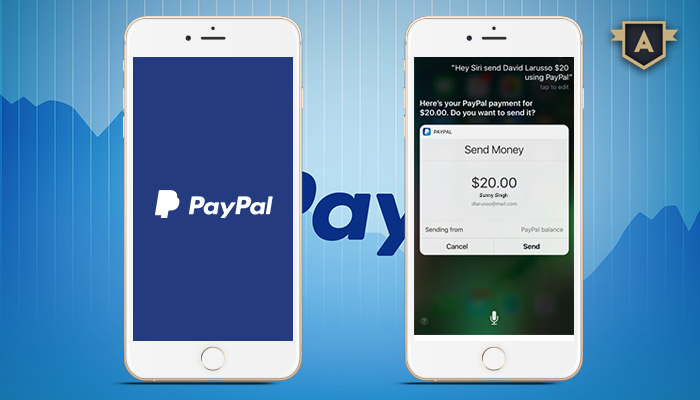 PayPal
Pay
"Hey Siri send David Larusso $20
using PayPal"
tap to edit
Here's your PayPal payment for
$20.00. Do you want to send it?
PAYPAL
Send Money
$20.00
Sunny Singh
dlarusso@mail.com
Sending from
PayPal balance
Cancel
Send
?
A